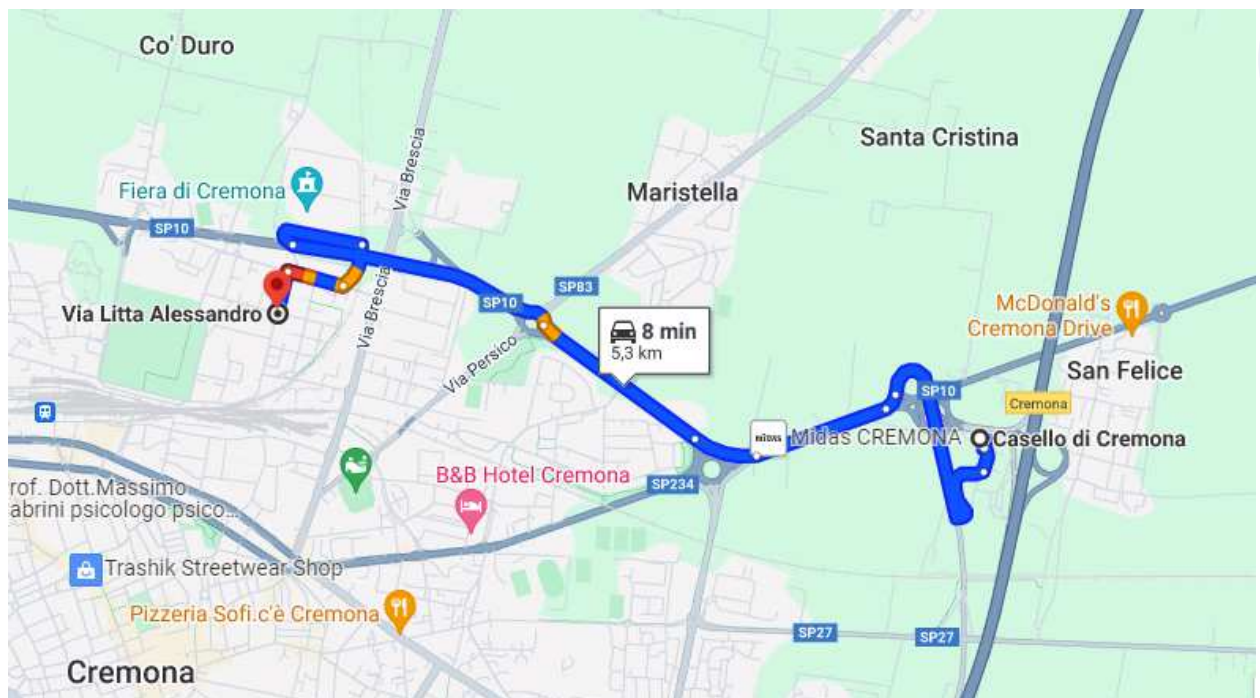 Co' Duro
Via Brescia
Santa Cristina
Fiera di Cremona
Maristella
SP10
SP83
SP10
Via Litta Alessandro
Via Brescia
8 min
5,3 km
McDonald's
Cremona Drive
Via Persico
San Felice
SP10
Cremona
MIDAS
Midas CREMONA
Casello di Cremona
B&B Hotel Cremona
SP234
rof. Dott.Massimo
abrini psicologo psico...
Trashik Streetwear Shop
Pizzeria Sofi.c'è Cremona
SP27
SP27
Cremona